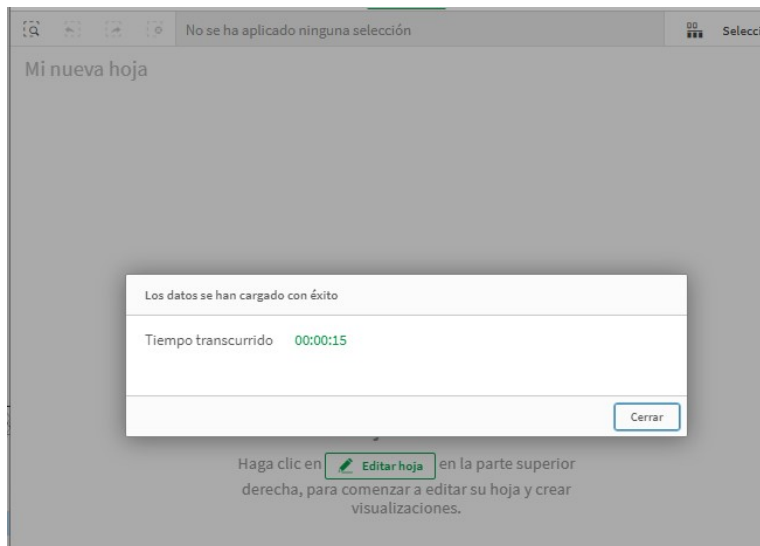 No se ha aplicado ninguna selección
Selecci
Mi nueva hoja
Los datos se han cargado con éxito
Tiempo transcurrido 00:00:15
Cerrar
Haga clic en Editar hoja en la parte superior
derecha, para comenzar a editar su hoja y crear
visualizaciones.